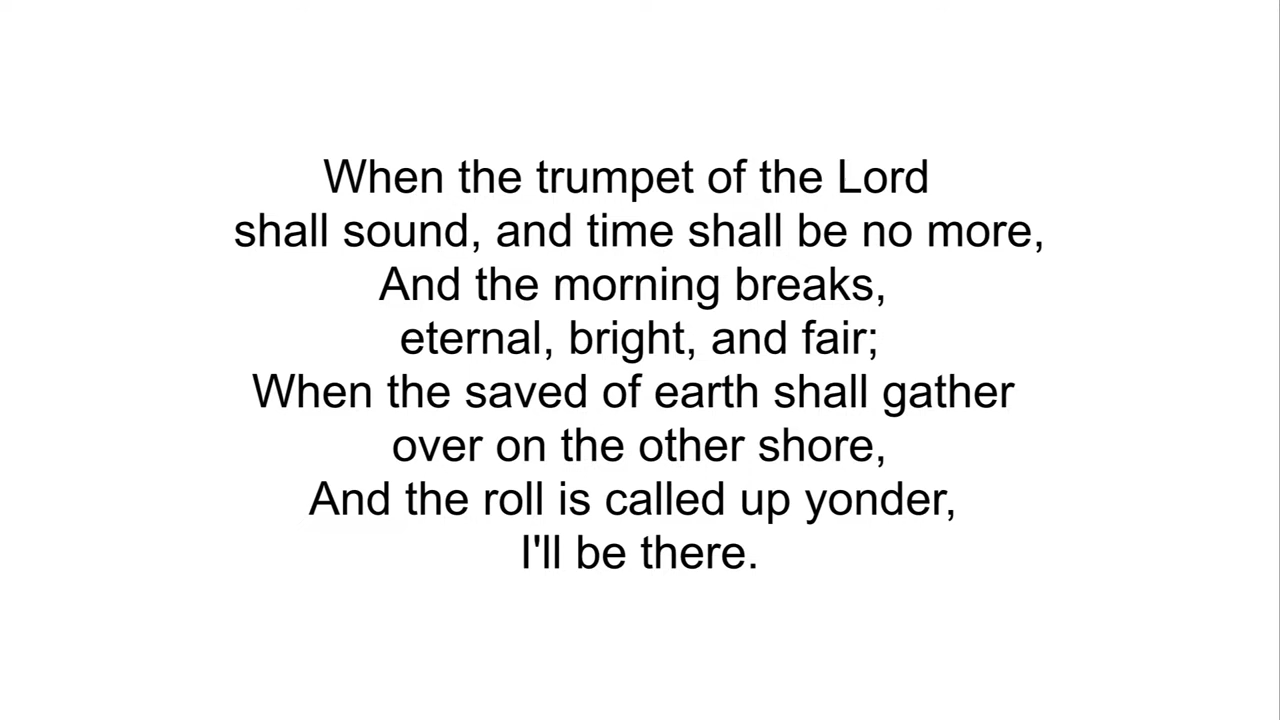 When the trumpet of the Lord
shall sound, and time shall be no more,
And the morning breaks,
eternal, bright, and fair;
When the saved of earth shall gather
over on the other shore,
And the roll is called up yonder,
I'll be there.